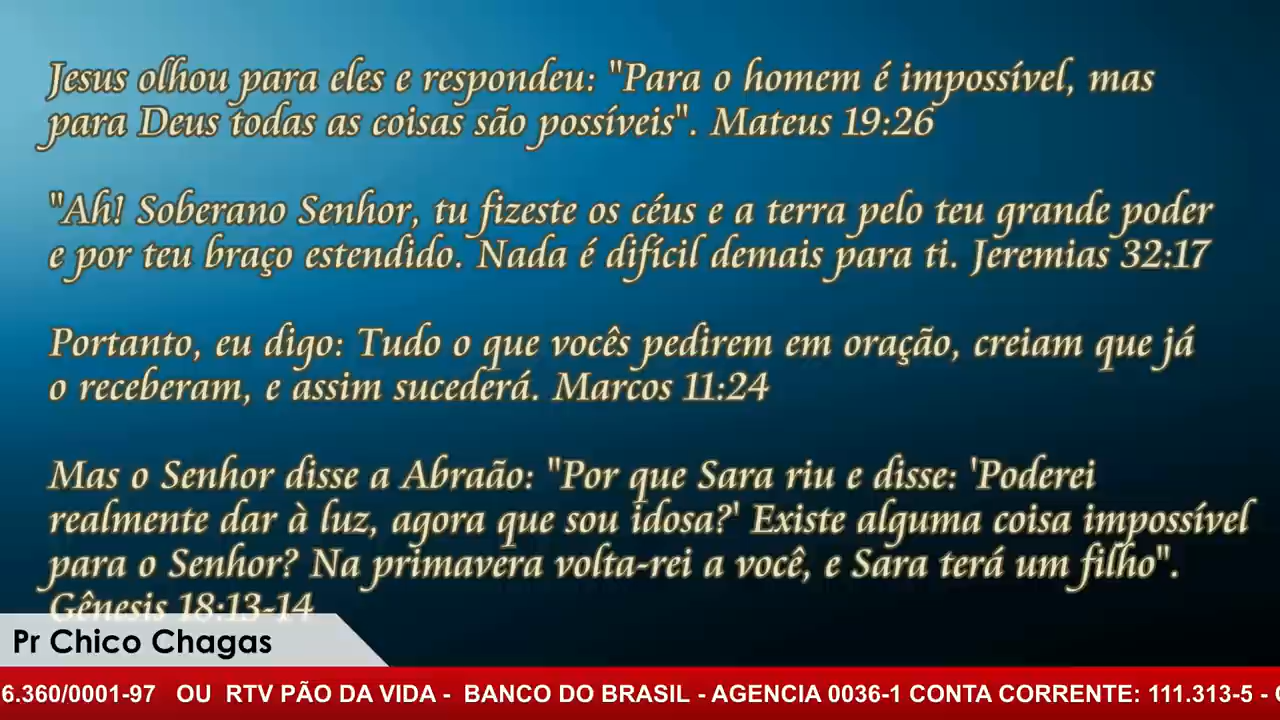 Jesus olhou para eles e respondeu: "Para o homem é impossível, mas
para Deus todas as coisas são possíveis". Mateus 19:26
"Ah! Soberano Senhor, tu fizeste os céus e a terra pelo teu grande poder
e por teu braço estendido. Nada é difícil demais para ti. Jeremias 32:17
Portanto, eu digo: Tudo o que vocês pedirem em oração, creiam que já
o receberam, e assim sucederá. Marcos 11:24
Mas o Senhor disse a Abraão: "Por que Sara riu e disse: 'Poderei
realmente dar à luz, agora que sou idosa?' Existe alguma coisa impossível
para o Senhor? Na primavera volta-rei a você, e Sara terá um filho".
Gênesis 18:13-14
Pr Chico Chagas
6.360/0001-97 OU RTV PÃO DA VIDA - BANCO DO BRASIL - AGENCIA 0036-1 CONTA CORRENTE: 111.313-5 -